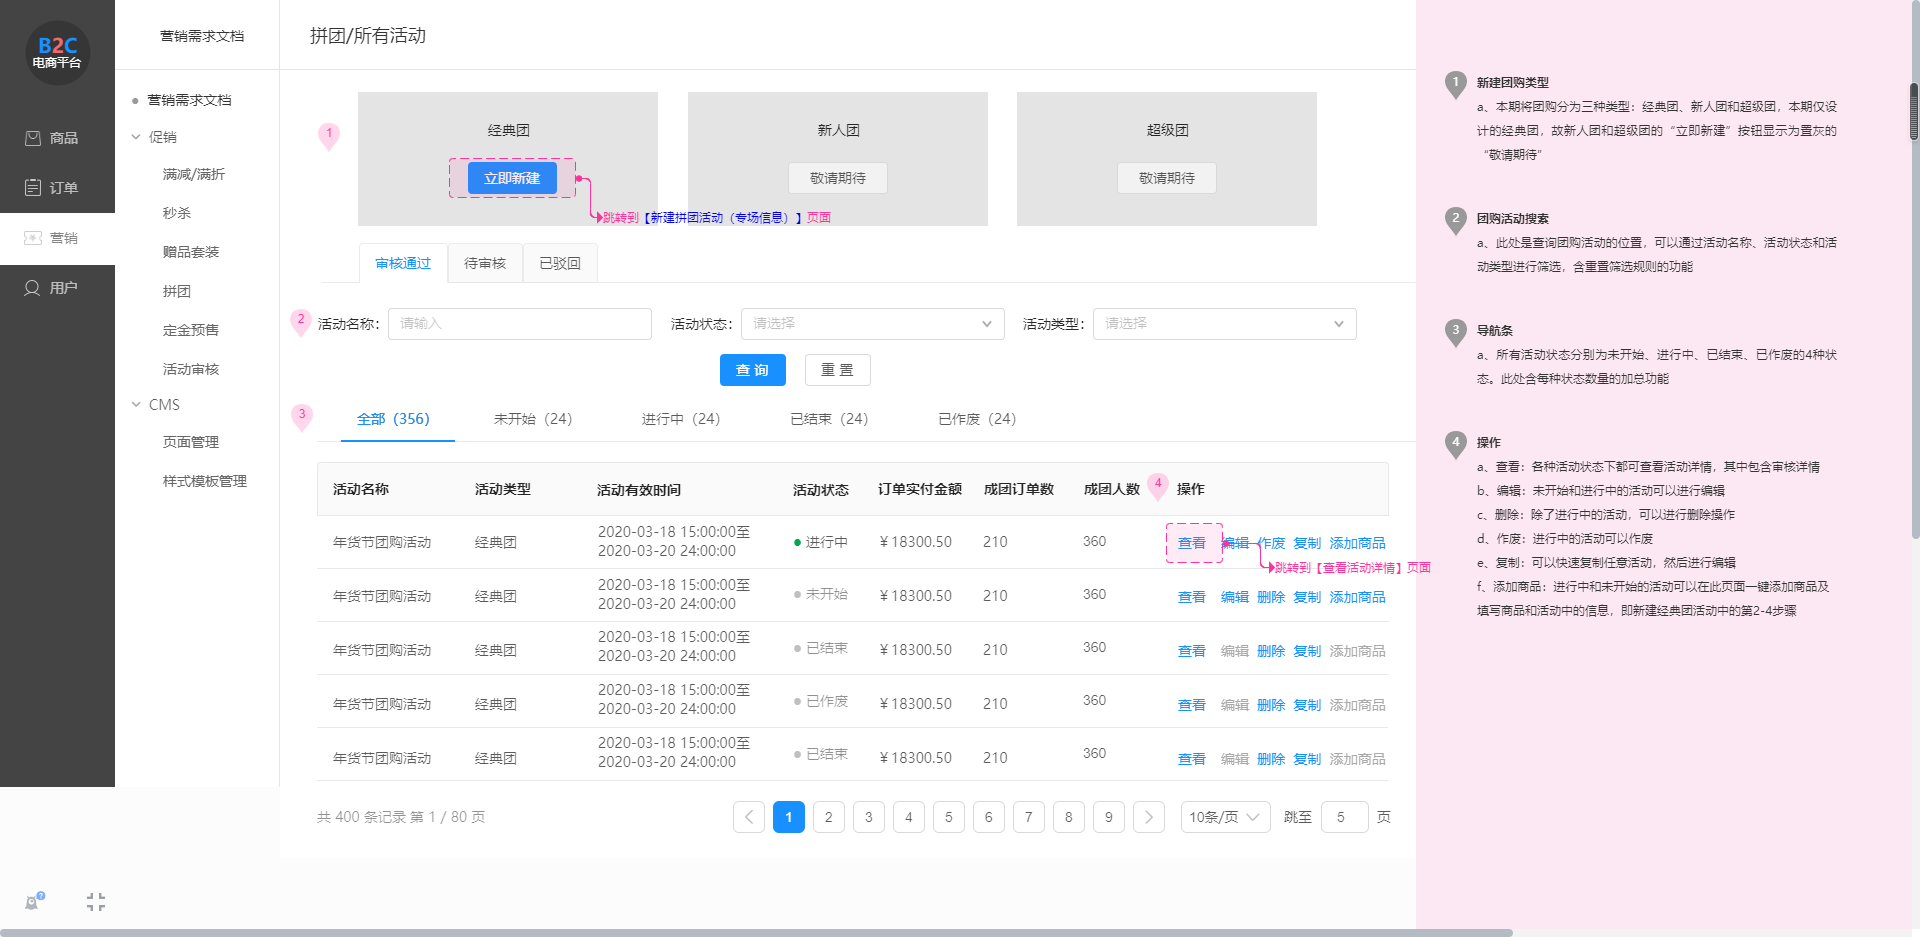 B2C
电商平台
商品
订单
营销
用户
营销需求文档
营销需求文档
促销
满减/满折
秒杀
赠品套装
拼团
定金预售
活动审核
CMS
页面管理
样式模板管理
拼团/所有活动
1
经典团
立即新建
跳转到【新建拼团活动（专场信息）】页面
新人团
敬请期待
超级团
敬请期待
审核通过 待审核 已驳回
2
活动名称： 请输入 活动状态： 请选择 活动类型： 请选择
查 询 重 置
3
全部（356） 未开始（24） 进行中（24） 已结束（24） 已作废（24）
活动名称 活动类型 活动有效时间 活动状态 订单实付金额 成团订单数 成团人数 4 操作
年货节团购活动 经典团 2020-03-18 15:00:00至 进行中 ¥18300.50 210 360 查看 编辑 作废 复制 添加商品
2020-03-20 24:00:00
跳转到【查看活动详情】页面
年货节团购活动 经典团 2020-03-18 15:00:00至 未开始 ¥18300.50 210 360 查看 编辑 删除 复制 添加商品
2020-03-20 24:00:00
年货节团购活动 经典团 2020-03-18 15:00:00至 已结束 ¥18300.50 210 360 查看 编辑 删除 复制 添加商品
2020-03-20 24:00:00
年货节团购活动 经典团 2020-03-18 15:00:00至 已作废 ¥18300.50 210 360 查看 编辑 删除 复制 添加商品
2020-03-20 24:00:00
年货节团购活动 经典团 2020-03-18 15:00:00至 已结束 ¥18300.50 210 360 查看 编辑 删除 复制 添加商品
2020-03-20 24:00:00
共 400 条记录 第 1 / 80 页 1 2 3 4 5 6 7 8 9 10条/页 跳至 5 页
?
1 新建团购类型
a、本期将团购分为三种类型：经典团、新人团和超级团，本期仅设
计的经典团，故新人团和超级团的“立即新建”按钮显示为置灰的
“敬请期待”
2 团购活动搜索
a、此处是查询团购活动的位置，可以通过活动名称、活动状态和活
动类型进行筛选，含重置筛选规则的功能
3 导航条
a、所有活动状态分别为未开始、进行中、已结束、已作废的4种状
态。此处含每种状态数量的加总功能
4 操作
a、查看：各种活动状态下都可查看活动详情，其中包含审核详情
b、编辑：未开始和进行中的活动可以进行编辑
c、删除：除了进行中的活动，可以进行删除操作
d、作废：进行中的活动可以作废
e、复制：可以快速复制任意活动，然后进行编辑
f、添加商品：进行中和未开始的活动可以在此页面一键添加商品及
填写商品和活动中的信息，即新建经典团活动中的第2-4步骤